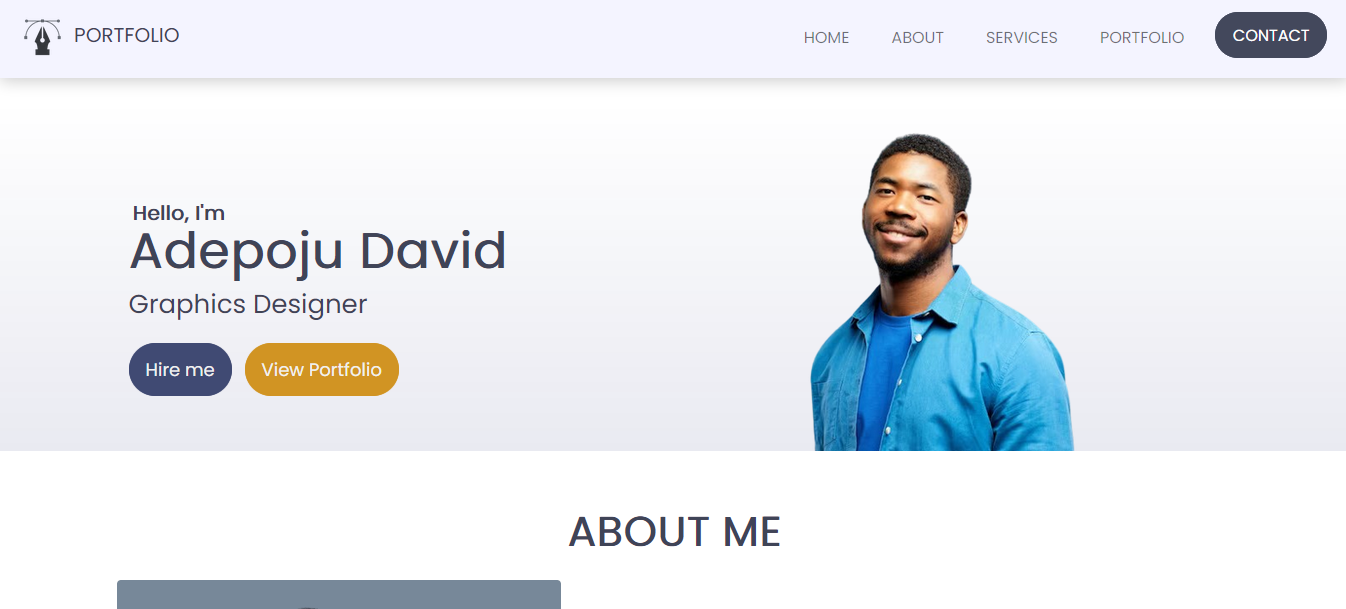 PORTFOLIO
HOME ABOUT SERVICES PORTFOLIO CONTACT
Hello, I'm
Adepoju David
Graphics Designer
Hire me View Portfolio
ABOUT ME